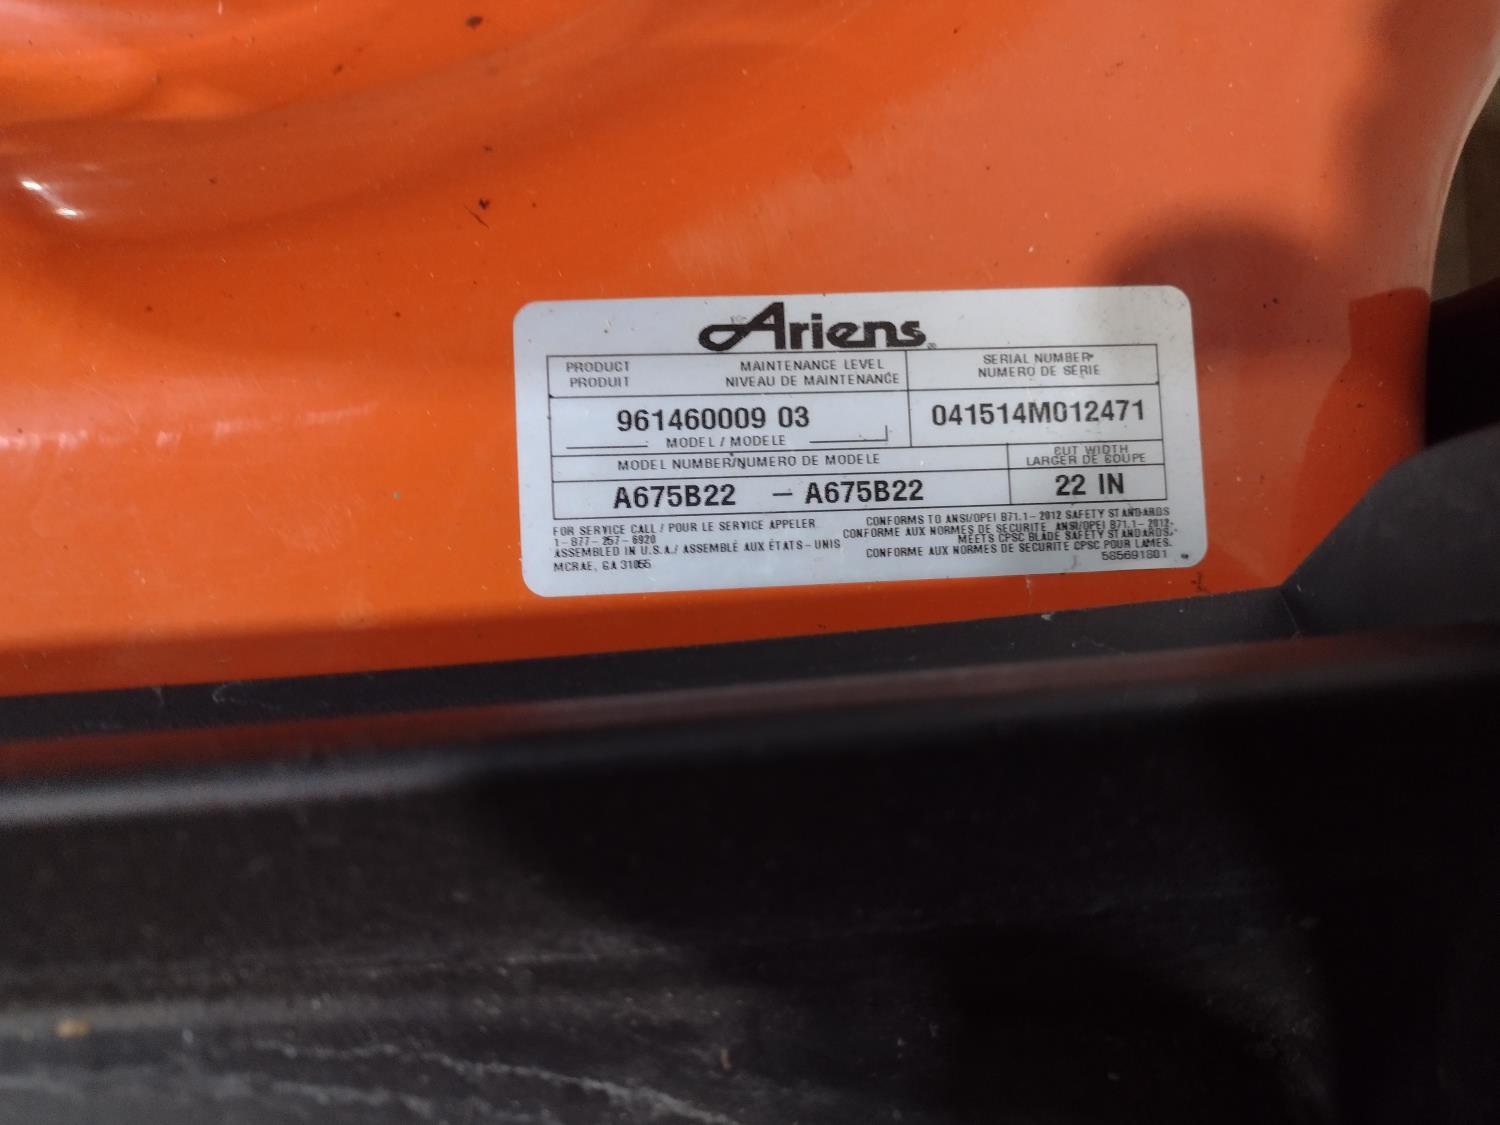 Ariens
PRODUCT MAINTENANCE LEVEL
PRODUIT NIVEAU DE MAINTENANCE
SERIAL NUMBER
NUMERO DE SERIE
961460009 03
MODEL / MODELE
041514M012471
MODEL NUMBER/NUMERO DE MODELE
CUT WIDTH
LARGER DE COUPE
A675B22 - A675B22
22 IN
FOR SERVICE CALL / POUR LE SERVICE APPELER
1-877-257-6920
ASSEMBLED IN U.S.A./ ASSEMBLÉ AUX ÉTATS-UNIS
MCRAE, GA 31055
CONFORMS TO ANSI/OPEI B71.1-2012 SAFETY STANDARDS
CONFORME AUX NORMES DE SECURITE ANSI/OPEI B71.1-2012.
MEETS CPSC BLADE SAFETY STANDARDS.
CONFORME AUX NORMES DE SECURITE CPSC POUR LAMES.
585691801